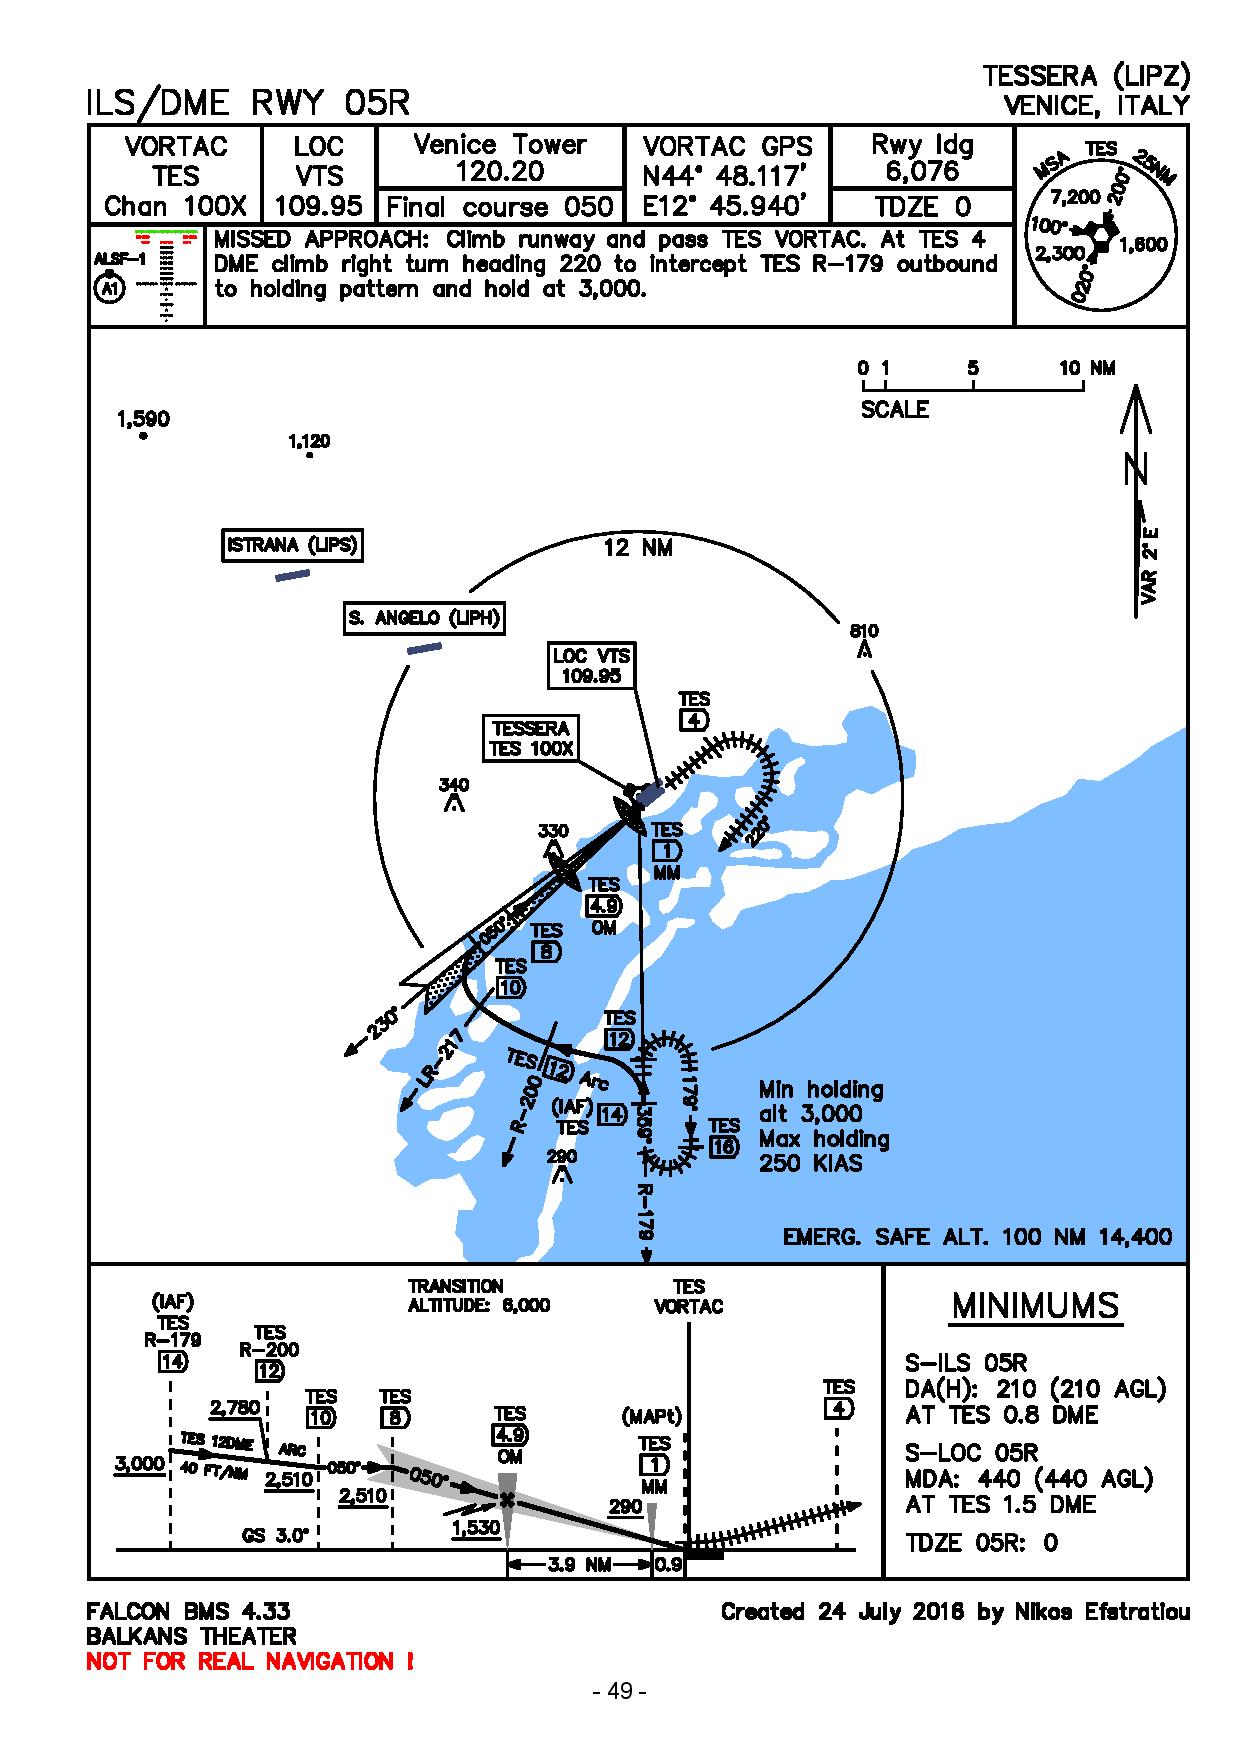 ILS/DME RWY 05R
TESSERA (LIPZ)
VENICE, ITALY
VORTAC
TES
Chan 100X
LOC
VTS
109.95
Venice Tower
120.20
Final course 050
VORTAC GPS
N44° 48.117'
E12° 45.940'
Rwy ldg
6,076
TDZE 0
MSA TES 25NM
7,200
200°
100°
2,300
1,600
020°
ALSF-1
A1
MISSED APPROACH: Climb runway and pass TES VORTAC. At TES 4
DME climb right turn heading 220 to intercept TES R-179 outbound
to holding pattern and hold at 3,000.
0 1 5 10 NM
SCALE
N
VAR 2° E
1,590
1,120
ISTRANA (LIPS)
12 NM
S. ANGELO (LIPH)
810
LOC VTS
109.95
TES
4
TESSERA
TES 100X
340
330
220°
TES
1
MM
TES
4.9
OM
050°
TES
8
TES
10
230°
LR-217
TES
12
TES 12 Arc
R-200
(IAF)
TES
14
359°
179°
TES
16
290
R-179
Min holding
alt 3,000
Max holding
250 KIAS
EMERG. SAFE ALT. 100 NM 14,400
TRANSITION
ALTITUDE: 6,000
TES
VORTAC
(IAF)
TES
R-179
14
TES
R-200
12
TES
10
TES
8
TES
4.9
OM
(MAPt)
TES
1
MM
TES
4
2,780
TES 12DME ARC
3,000
40 FT/NM
2,510
050°
2,510
050°
1,530
290
GS 3.0°
3.9 NM
0.9
MINIMUMS
S-ILS 05R
DA(H): 210 (210 AGL)
AT TES 0.8 DME
S-LOC 05R
MDA: 440 (440 AGL)
AT TES 1.5 DME
TDZE 05R: 0
FALCON BMS 4.33
BALKANS THEATER
NOT FOR REAL NAVIGATION !
Created 24 July 2016 by Nikos Efstratiou
- 49 -